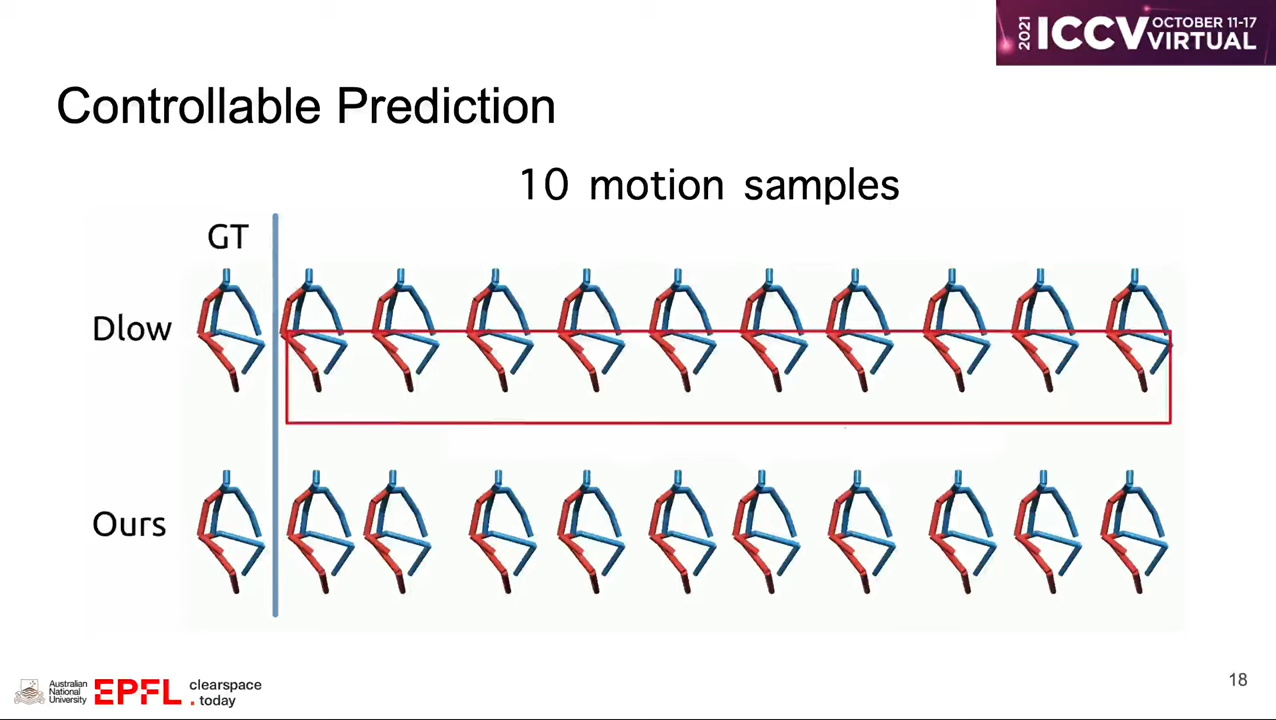 2021 ICCV OCTOBER 11-17 VIRTUAL
Controllable Prediction
10 motion samples
GT
Dlow
Ours
Australian National University
EPFL
clearspace
.today
18